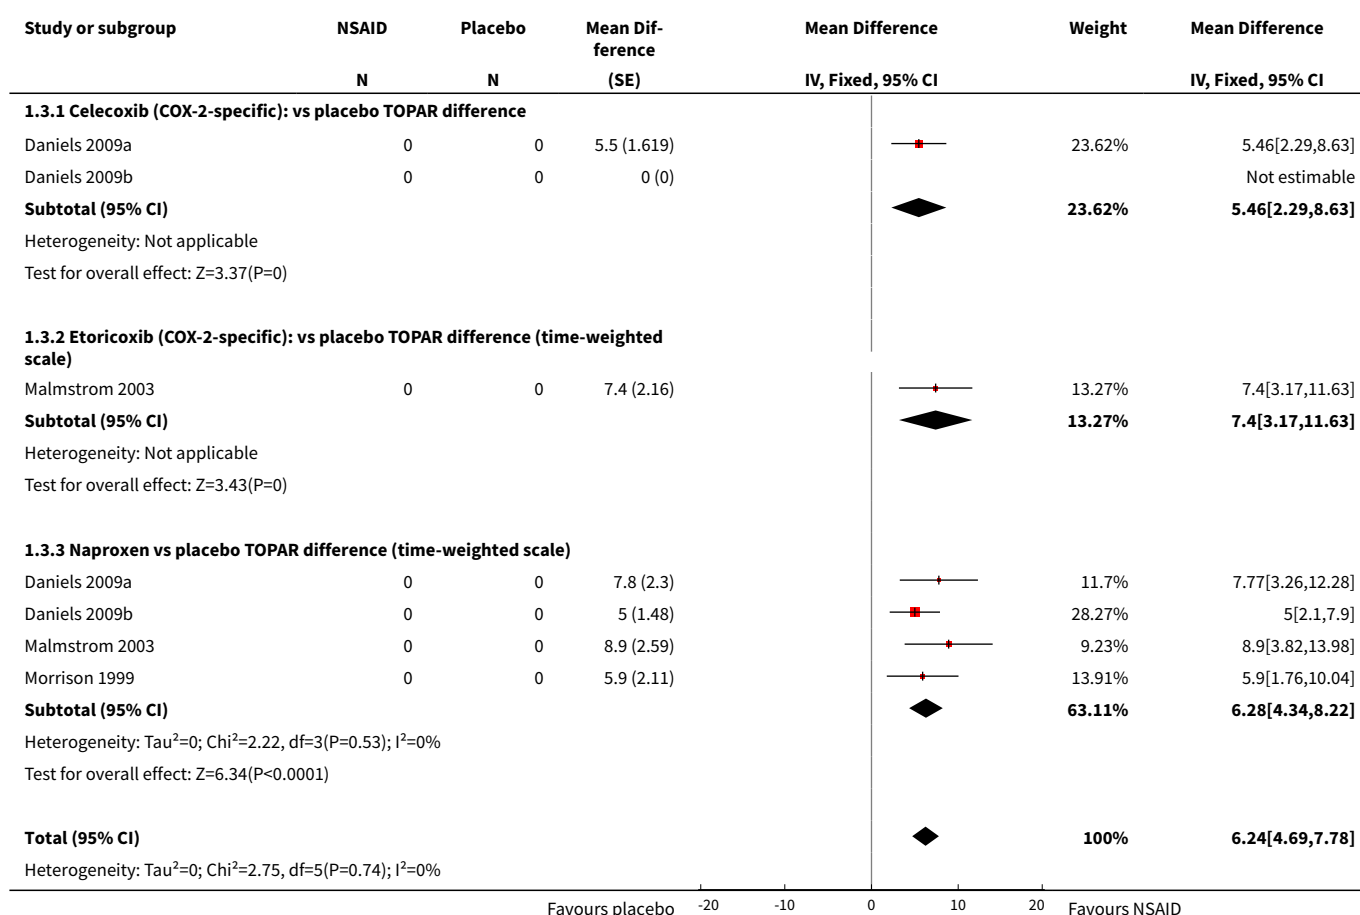 Study or subgroup NSAID Placebo Mean Dif- Mean Difference Weight Mean Difference
ference
N N (SE) IV, Fixed, 95% CI IV, Fixed, 95% CI
1.3.1 Celecoxib (COX-2-specific): vs placebo TOPAR difference
Daniels 2009a 0 0 5.5 (1.619) 23.62% 5.46[2.29,8.63]
Daniels 2009b 0 0 0 (0) Not estimable
Subtotal (95% CI) 23.62% 5.46[2.29,8.63]
Heterogeneity: Not applicable
Test for overall effect: Z=3.37(P=0)
1.3.2 Etoricoxib (COX-2-specific): vs placebo TOPAR difference (time-weighted
scale)
Malmstrom 2003 0 0 7.4 (2.16) 13.27% 7.4[3.17,11.63]
Subtotal (95% CI) 13.27% 7.4[3.17,11.63]
Heterogeneity: Not applicable
Test for overall effect: Z=3.43(P=0)
1.3.3 Naproxen vs placebo TOPAR difference (time-weighted scale)
Daniels 2009a 0 0 7.8 (2.3) 11.7% 7.77[3.26,12.28]
Daniels 2009b 0 0 5 (1.48) 28.27% 5[2.1,7.9]
Malmstrom 2003 0 0 8.9 (2.59) 9.23% 8.9[3.82,13.98]
Morrison 1999 0 0 5.9 (2.11) 13.91% 5.9[1.76,10.04]
Subtotal (95% CI) 63.11% 6.28[4.34,8.22]
Heterogeneity: Tau²=0; Chi²=2.22, df=3(P=0.53); I²=0%
Test for overall effect: Z=6.34(P<0.0001)
Total (95% CI) 100% 6.24[4.69,7.78]
Heterogeneity: Tau²=0; Chi²=2.75, df=5(P=0.74); I²=0%
Favours placebo -20 -10 0 10 20 Favours NSAID